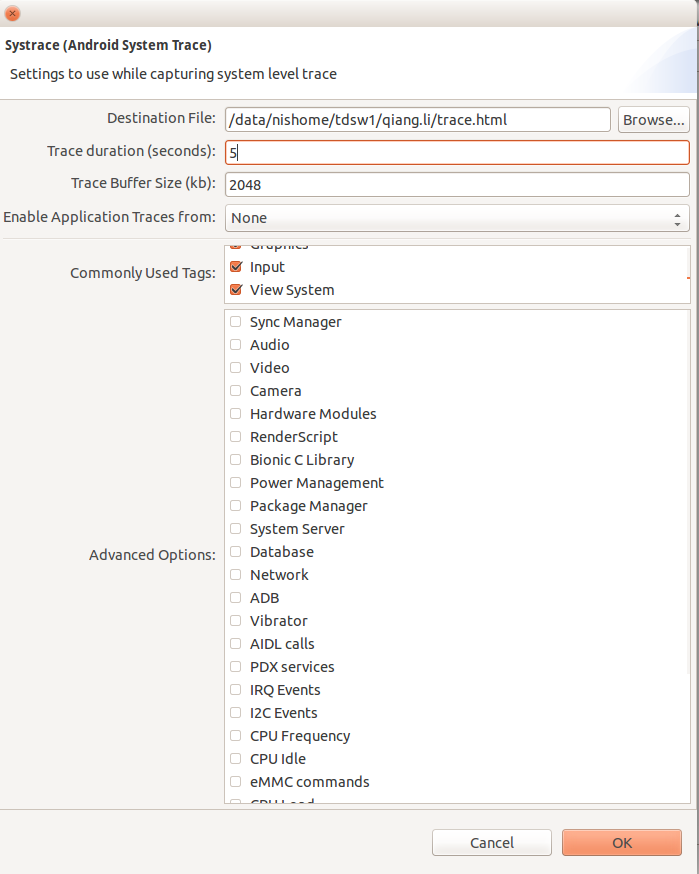 Systrace (Android System Trace)
Settings to use while capturing system level trace
Destination File: /data/nishome/tdsw1/qiang.li/trace.html Browse...
Trace duration (seconds): 5
Trace Buffer Size (kb): 2048
Enable Application Traces from: None
Graphics
Commonly Used Tags: Input
View System
Sync Manager
Audio
Video
Camera
Hardware Modules
RenderScript
Bionic C Library
Power Management
Package Manager
System Server
Advanced Options: Database
Network
ADB
Vibrator
AIDL calls
PDX services
IRQ Events
I2C Events
CPU Frequency
CPU Idle
eMMC commands
CPU Load
Cancel OK